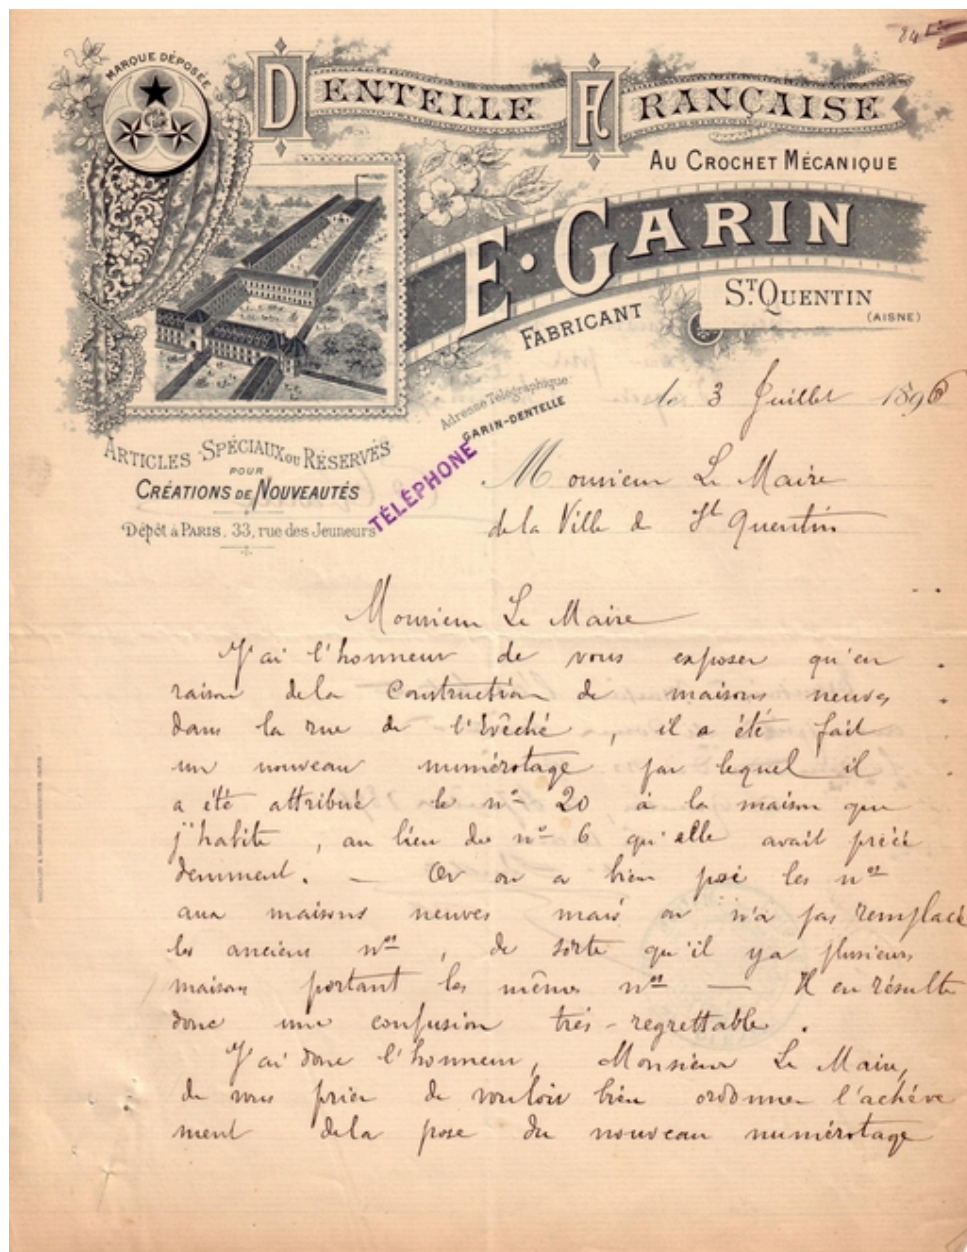 MARQUE DÉPOSÉE
DENTELLE FRANÇAISE
AU CROCHET MÉCANIQUE
E. GARIN
FABRICANT
ST. QUENTIN
(AISNE)
Adresse Télégraphique:
GARIN-DENTELLE
TÉLÉPHONE
ARTICLES SPÉCIAUX OU RÉSERVÉS
POUR
CRÉATIONS DE NOUVEAUTÉS
Dépôt à PARIS, 33, rue des Jeuneurs
le 3 Juillet 1896
Monsieur Le Maire
de la Ville de St Quentin
Monsieur Le Maire
J'ai l'honneur de vous exposer qu'en
raison de la Construction de maisons neuves
dans la rue de l'Evêché, il a été fait
un nouveau numérotage par lequel il
a été attribué le no 20 à la maison que
j'habite, au lieu du no 6 qu'elle avait précé
demment. — Or on a bien posé les nos
aux maisons neuves mais on n'a pas remplacé
les anciens nos, de sorte qu'il y a plusieurs
maisons portant les mêmes nos — Il en résulte
donc une confusion très-regrettable.
J'ai donc l'honneur, Monsieur Le Maire,
de vous prier de vouloir bien ordonner l'achève
ment de la pose du nouveau numérotage